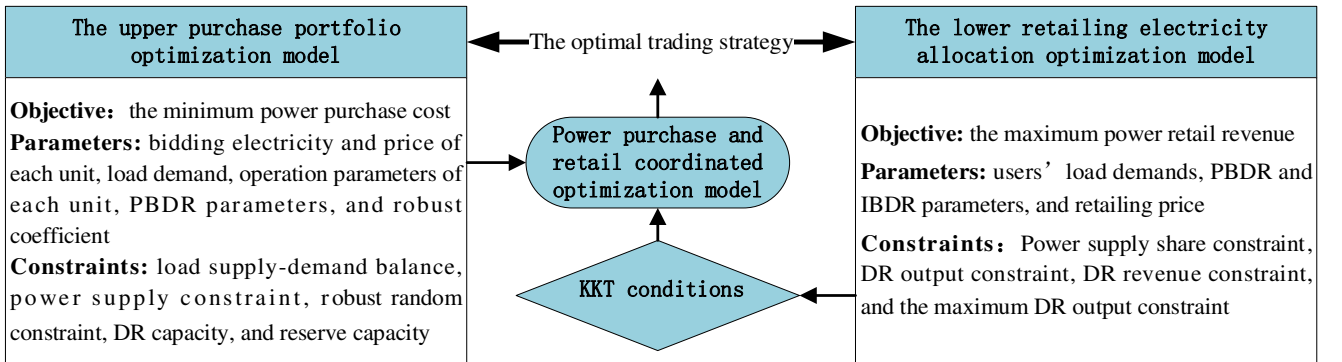 The upper purchase portfolio
optimization model
Objective: the minimum power purchase cost
Parameters: bidding electricity and price of
each unit, load demand, operation parameters of
each unit, PBDR parameters, and robust
coefficient
Constraints: load supply-demand balance,
power supply constraint, robust random
constraint, DR capacity, and reserve capacity
The optimal trading strategy
Power purchase and
retail coordinated
optimization model
KKT conditions
The lower retailing electricity
allocation optimization model
Objective: the maximum power retail revenue
Parameters: users’ load demands, PBDR and
IBDR parameters, and retailing price
Constraints: Power supply share constraint,
DR output constraint, DR revenue constraint,
and the maximum DR output constraint